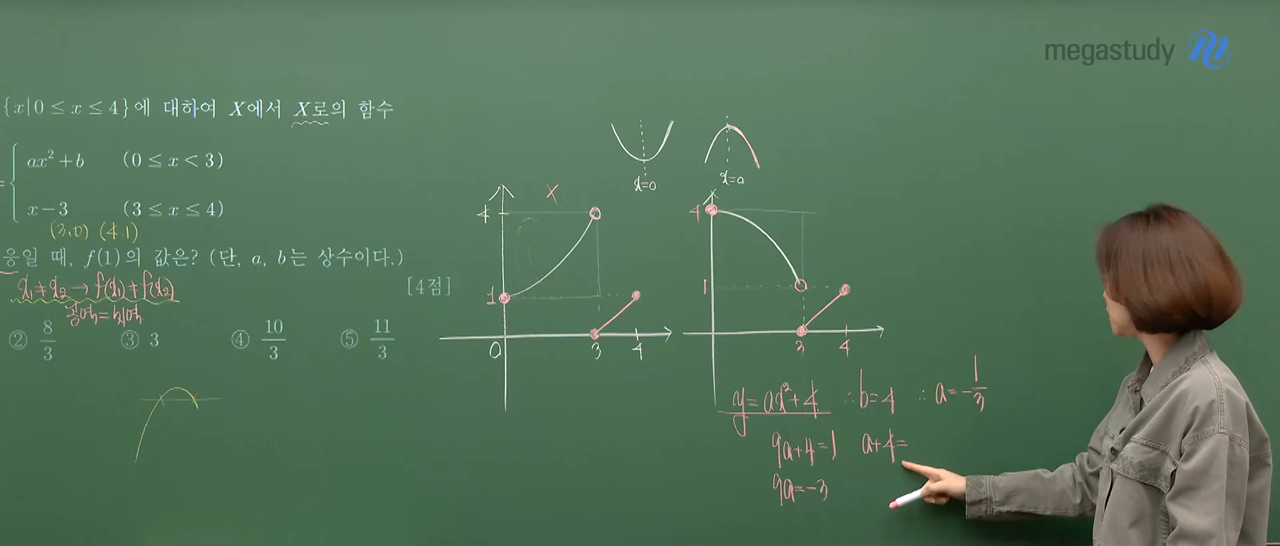 megastudy
{x|0≤x≤4}에 대하여 X에서 X로의 함수
ax²+b (0≤x<3)
x-3 (3≤x≤4)
(3,0) (4,1)
응일 때, f(1)의 값은? (단, a, b는 상수이다.)
[4점]
x₁≠x₂→f(x₁)≠f(x₂)
공역=치역
② 8/3 ③ 3 ④ 10/3 ⑤ 11/3
x=0 x=a
X
4
1
0 3 4
4
1
3 4
y=ax²+4 ∴b=4 ∴a=-1/3
9a+4=1 a+4=
9a=-3